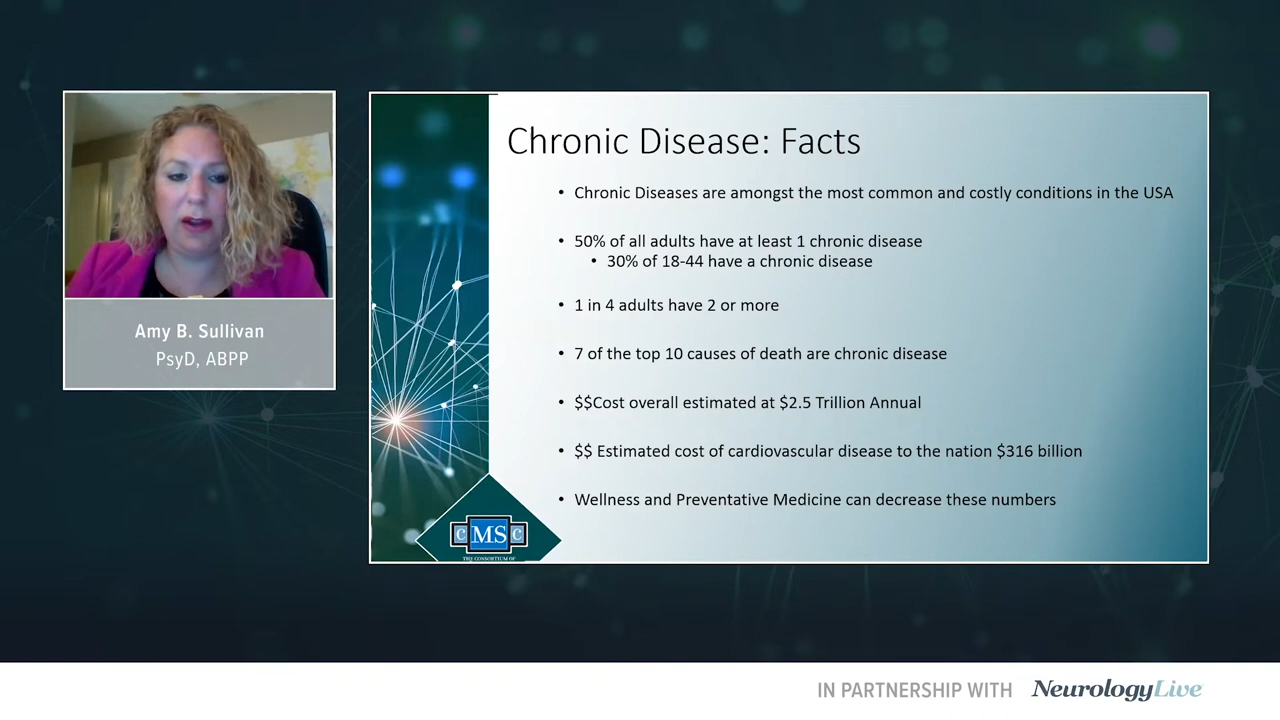 Amy B. Sullivan
PsyD, ABPP
Chronic Disease: Facts
• Chronic Diseases are amongst the most common and costly conditions in the USA
• 50% of all adults have at least 1 chronic disease
• 30% of 18-44 have a chronic disease
• 1 in 4 adults have 2 or more
• 7 of the top 10 causes of death are chronic disease
• $$Cost overall estimated at $2.5 Trillion Annual
• $$ Estimated cost of cardiovascular disease to the nation $316 billion
• Wellness and Preventative Medicine can decrease these numbers
CMSC
THE CONSORTIUM OF
IN PARTNERSHIP WITH NeurologyLive